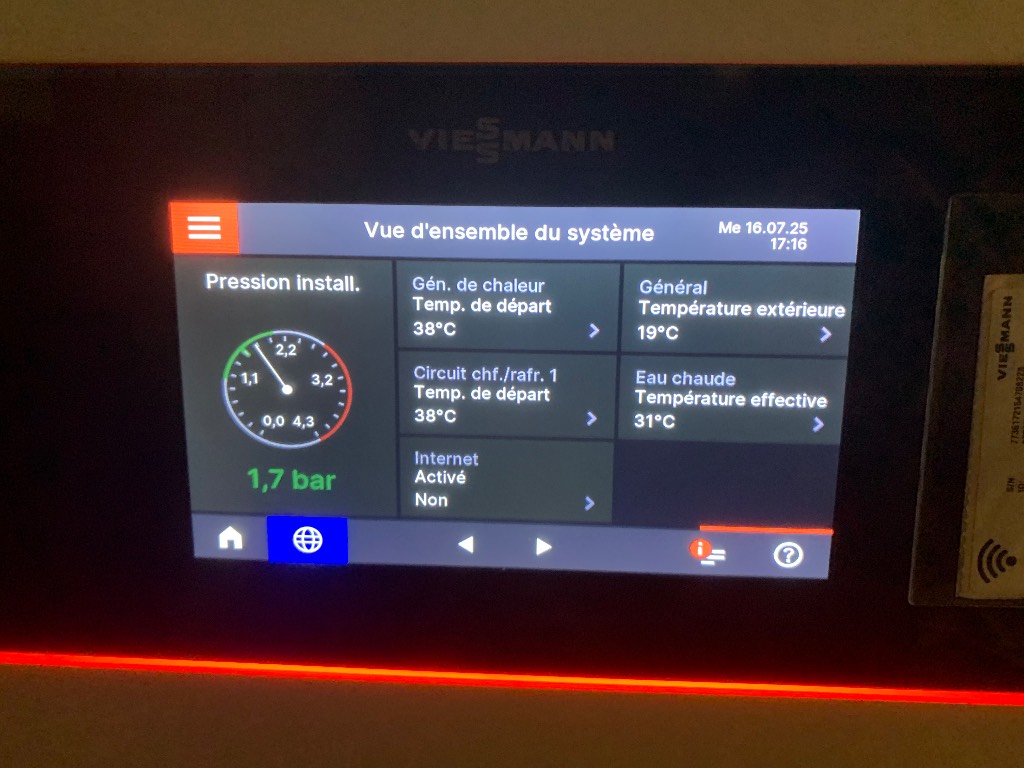 VIESSMANN
Vue d'ensemble du système
Me 16.07.25
17:16
Pression install.
2,2
1,1
3,2
0,0 4,3
1,7 bar
Gén. de chaleur
Temp. de départ
38°C
Général
Température extérieure
19°C
Circuit chf./rafr. 1
Temp. de départ
38°C
Eau chaude
Température effective
31°C
Internet
Activé
Non
i
?
VIESSMANN
S/N